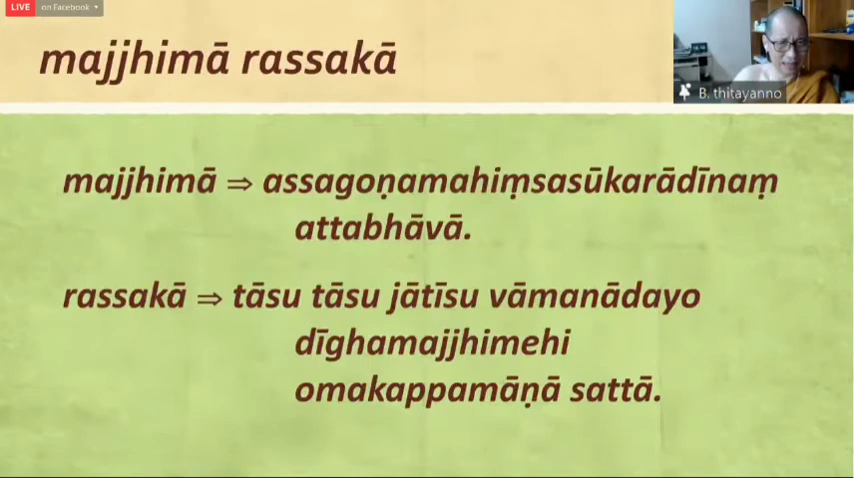 LIVE on Facebook
majjhimā rassakā
B. thitayanno
majjhimā ⇒ assagoṇamahiṃsasūkarādīnaṃ
attabhāvā.
rassakā ⇒ tāsu tāsu jātīsu vāmanādayo
dīghamajjhimehi
omakappamāṇā sattā.